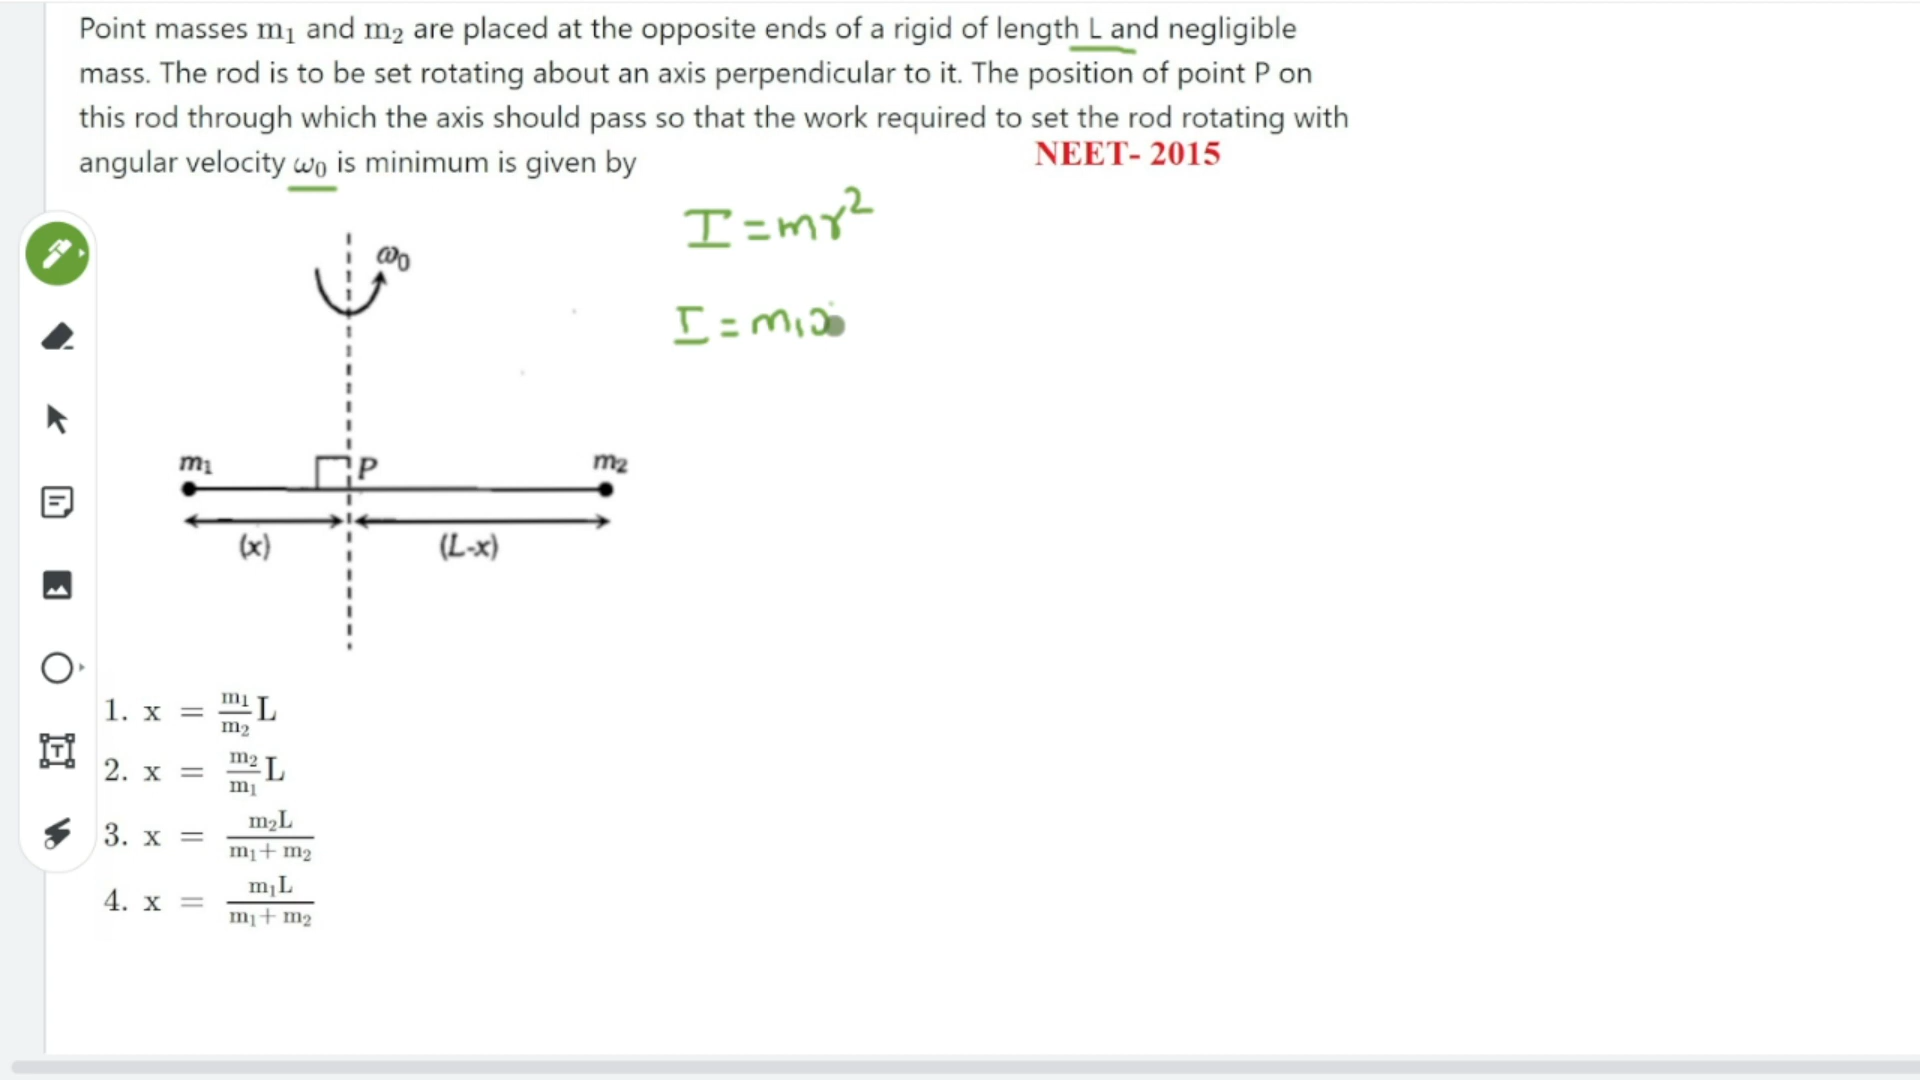 Point masses m₁ and m₂ are placed at the opposite ends of a rigid of length L and negligible
mass. The rod is to be set rotating about an axis perpendicular to it. The position of point P on
this rod through which the axis should pass so that the work required to set the rod rotating with
angular velocity ω₀ is minimum is given by
NEET- 2015
I = mr²
ω₀
I = m₁x
m₁ P m₂
(x) (L-x)
1. x = m₁/m₂ L
2. x = m₂/m₁ L
3. x = m₂L/m₁+ m₂
4. x = m₁L/m₁+ m₂